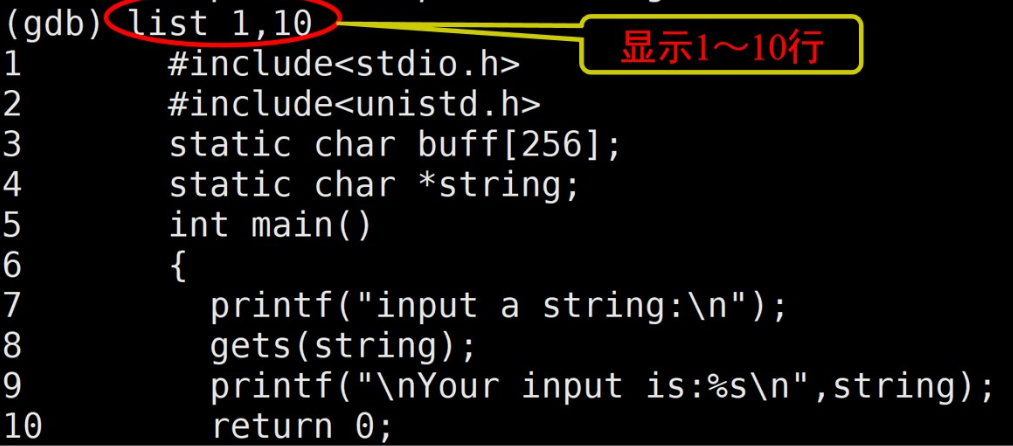 (gdb) list 1,10
显示1～10行
1 #include<stdio.h>
2 #include<unistd.h>
3 static char buff[256];
4 static char *string;
5 int main()
6 {
7 printf("input a string:\n");
8 gets(string);
9 printf("\nYour input is:%s\n",string);
10 return 0;